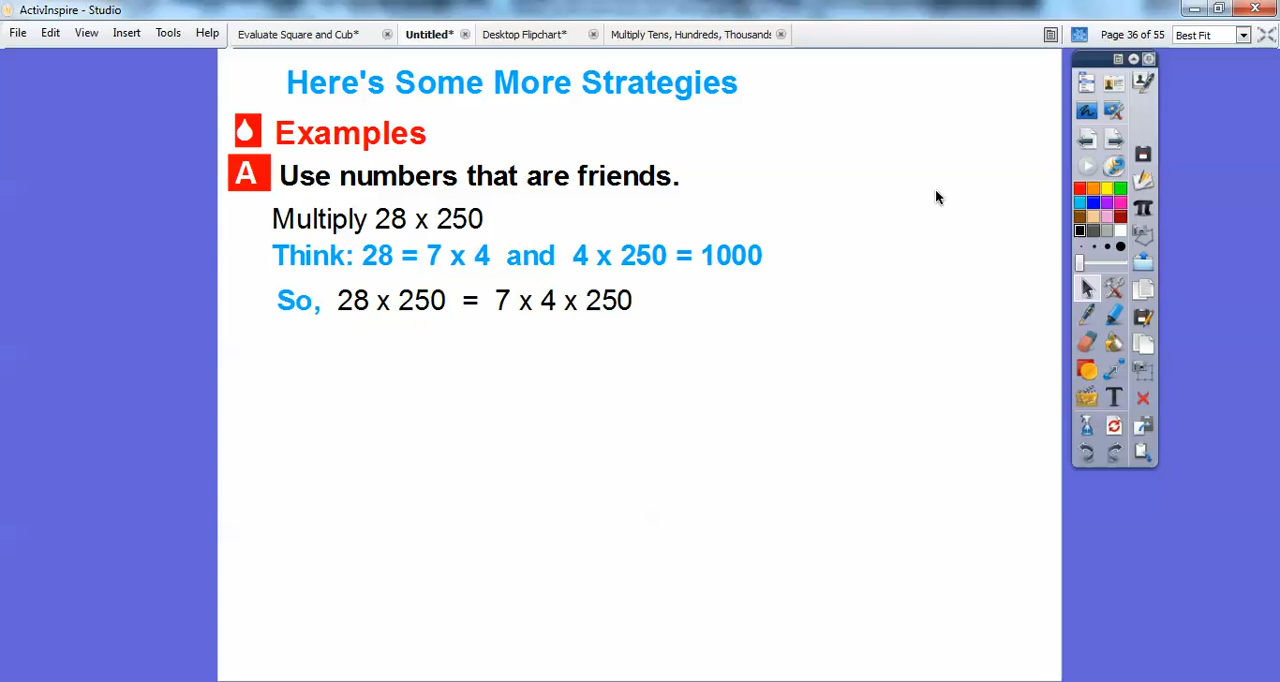 ActivInspire - Studio
File Edit View Insert Tools Help
Evaluate Square and Cub* Untitled* Desktop Flipchart* Multiply Tens, Hundreds, Thousands
Page 36 of 55 Best Fit
Here's Some More Strategies
Examples
A Use numbers that are friends.
Multiply 28 x 250
Think: 28 = 7 x 4 and 4 x 250 = 1000
So, 28 x 250 = 7 x 4 x 250
T